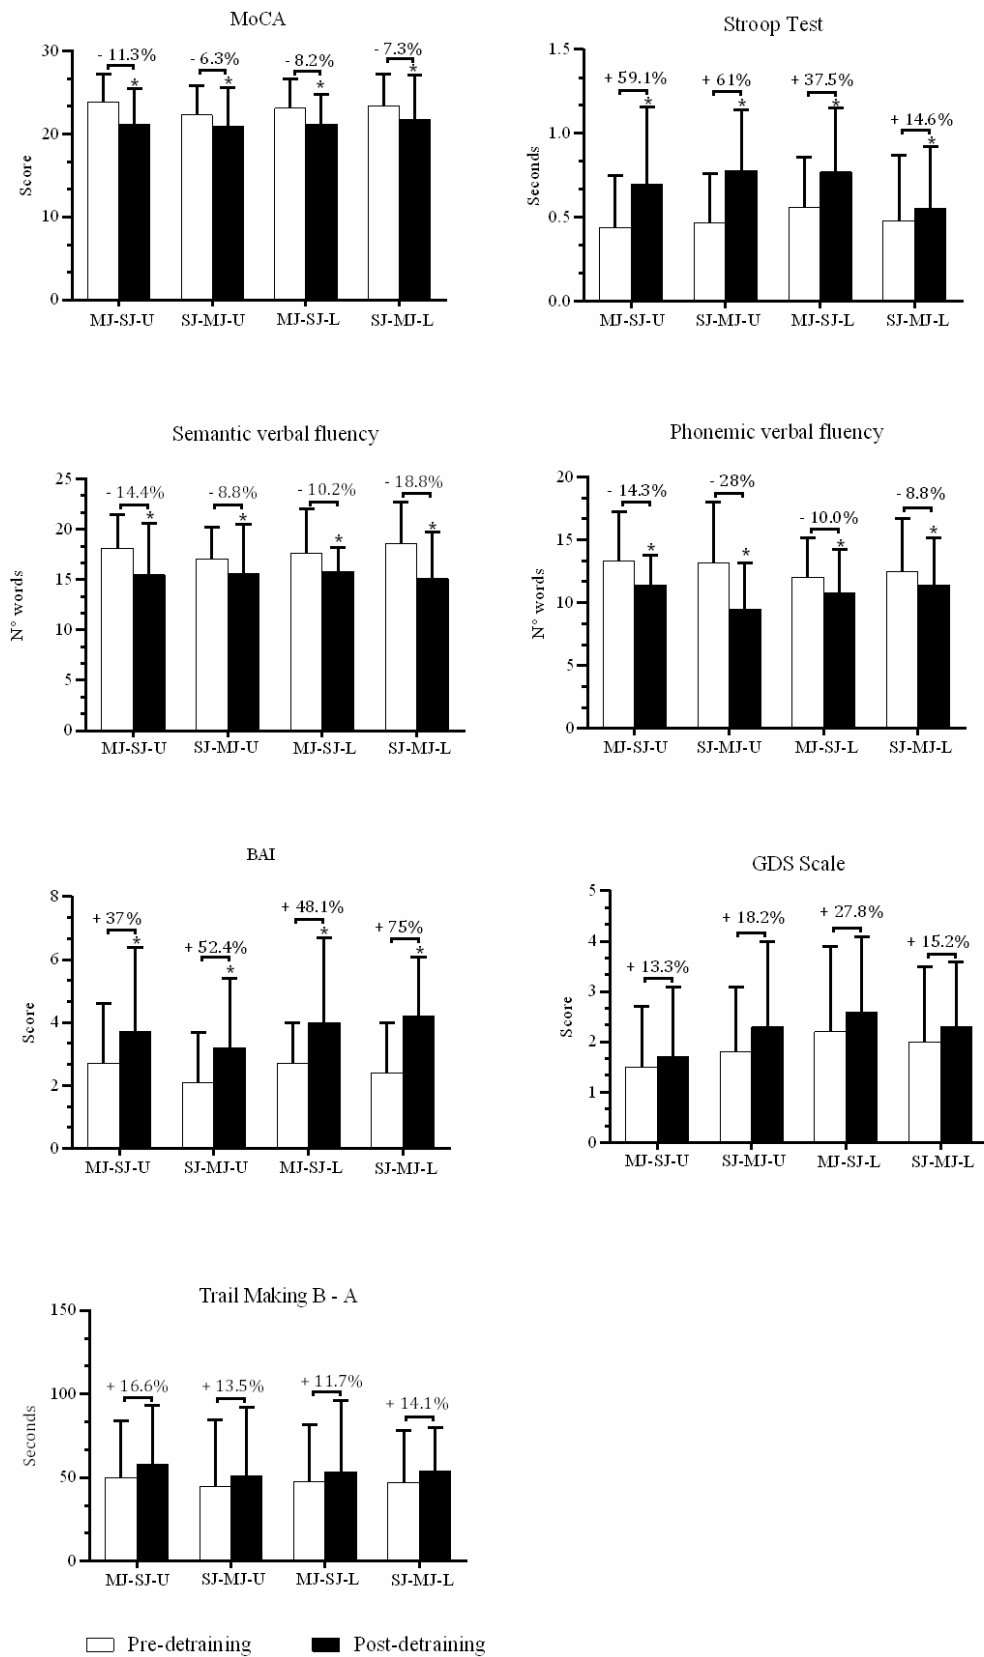 MoCA
- 11.3%
- 6.3%
- 8.2%
- 7.3%
30
20
10
0
Score
* * * *
MJ-SJ-U SJ-MJ-U MJ-SJ-L SJ-MJ-L
Stroop Test
+ 59.1%
+ 61%
+ 37.5%
+ 14.6%
1.5
1.0
0.5
0.0
Seconds
* * * *
MJ-SJ-U SJ-MJ-U MJ-SJ-L SJ-MJ-L
Semantic verbal fluency
- 14.4%
- 8.8%
- 10.2%
- 18.8%
25
20
15
10
5
0
N° words
* * * *
MJ-SJ-U SJ-MJ-U MJ-SJ-L SJ-MJ-L
Phonemic verbal fluency
- 14.3%
- 28%
- 10.0%
- 8.8%
20
15
10
5
0
N° words
* * * *
MJ-SJ-U SJ-MJ-U MJ-SJ-L SJ-MJ-L
BAI
+ 37%
+ 52.4%
+ 48.1%
+ 75%
8
6
4
2
0
Score
* * * *
MJ-SJ-U SJ-MJ-U MJ-SJ-L SJ-MJ-L
GDS Scale
+ 13.3%
+ 18.2%
+ 27.8%
+ 15.2%
5
4
3
2
1
0
Score
MJ-SJ-U SJ-MJ-U MJ-SJ-L SJ-MJ-L
Trail Making B - A
+ 16.6%
+ 13.5%
+ 11.7%
+ 14.1%
150
100
50
0
Seconds
MJ-SJ-U SJ-MJ-U MJ-SJ-L SJ-MJ-L
Pre-detraining Post-detraining